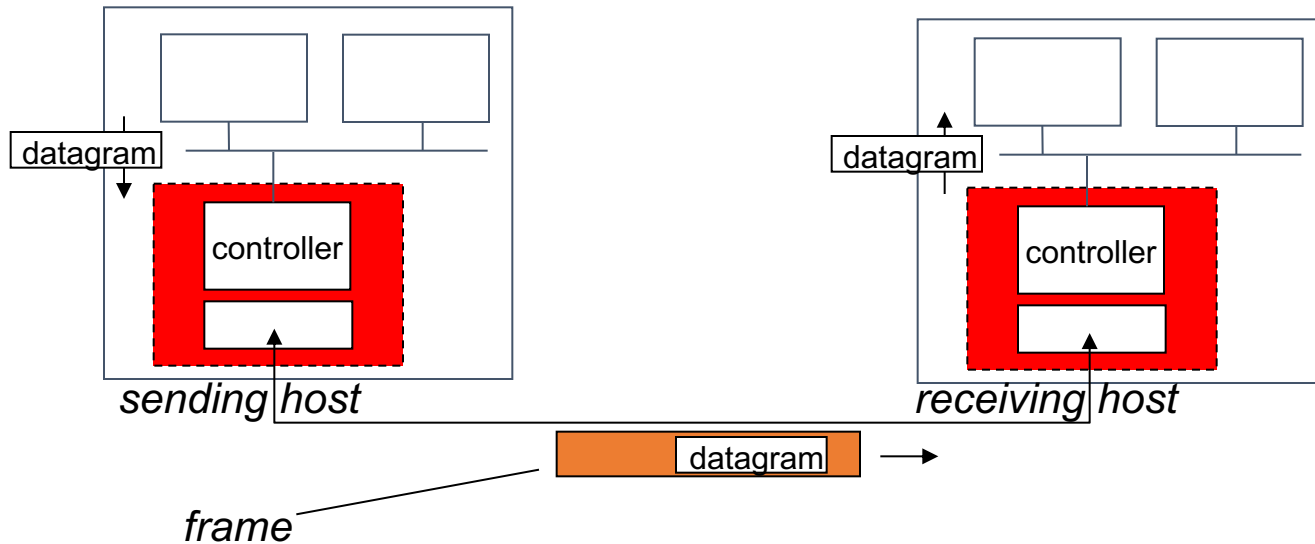 datagram
controller
sending host
datagram
controller
receiving host
datagram
frame